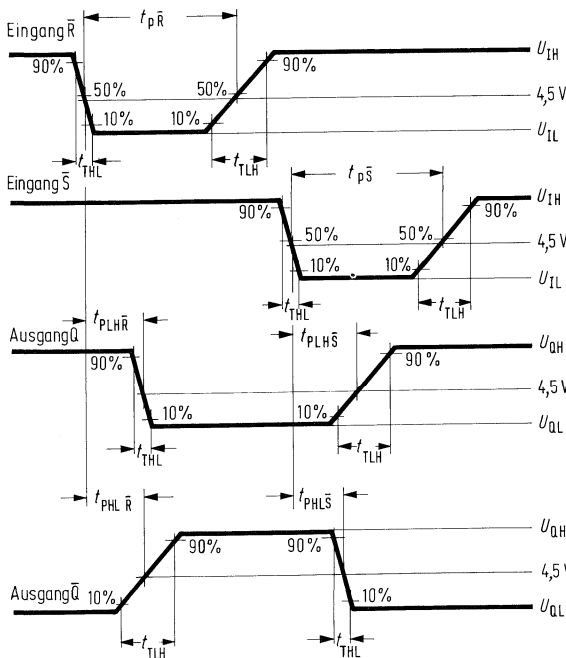 t_pR̅
Eingang R̅
U_IH
90%
90%
50%
50%
4,5 V
10%
10%
U_IL
t_THL
t_TLH
Eingang S̅
t_pS̅
U_IH
90%
90%
50%
50%
4,5 V
10%
10%
U_IL
t_THL
t_TLH
t_PLHR̅
t_PLHS̅
Ausgang Q
U_QH
90%
90%
4,5 V
10%
10%
U_QL
t_THL
t_TLH
t_PHL R̅
t_PHLS̅
U_QH
90%
90%
4,5 V
Ausgang Q̅
10%
10%
U_QL
t_TLH
t_THL